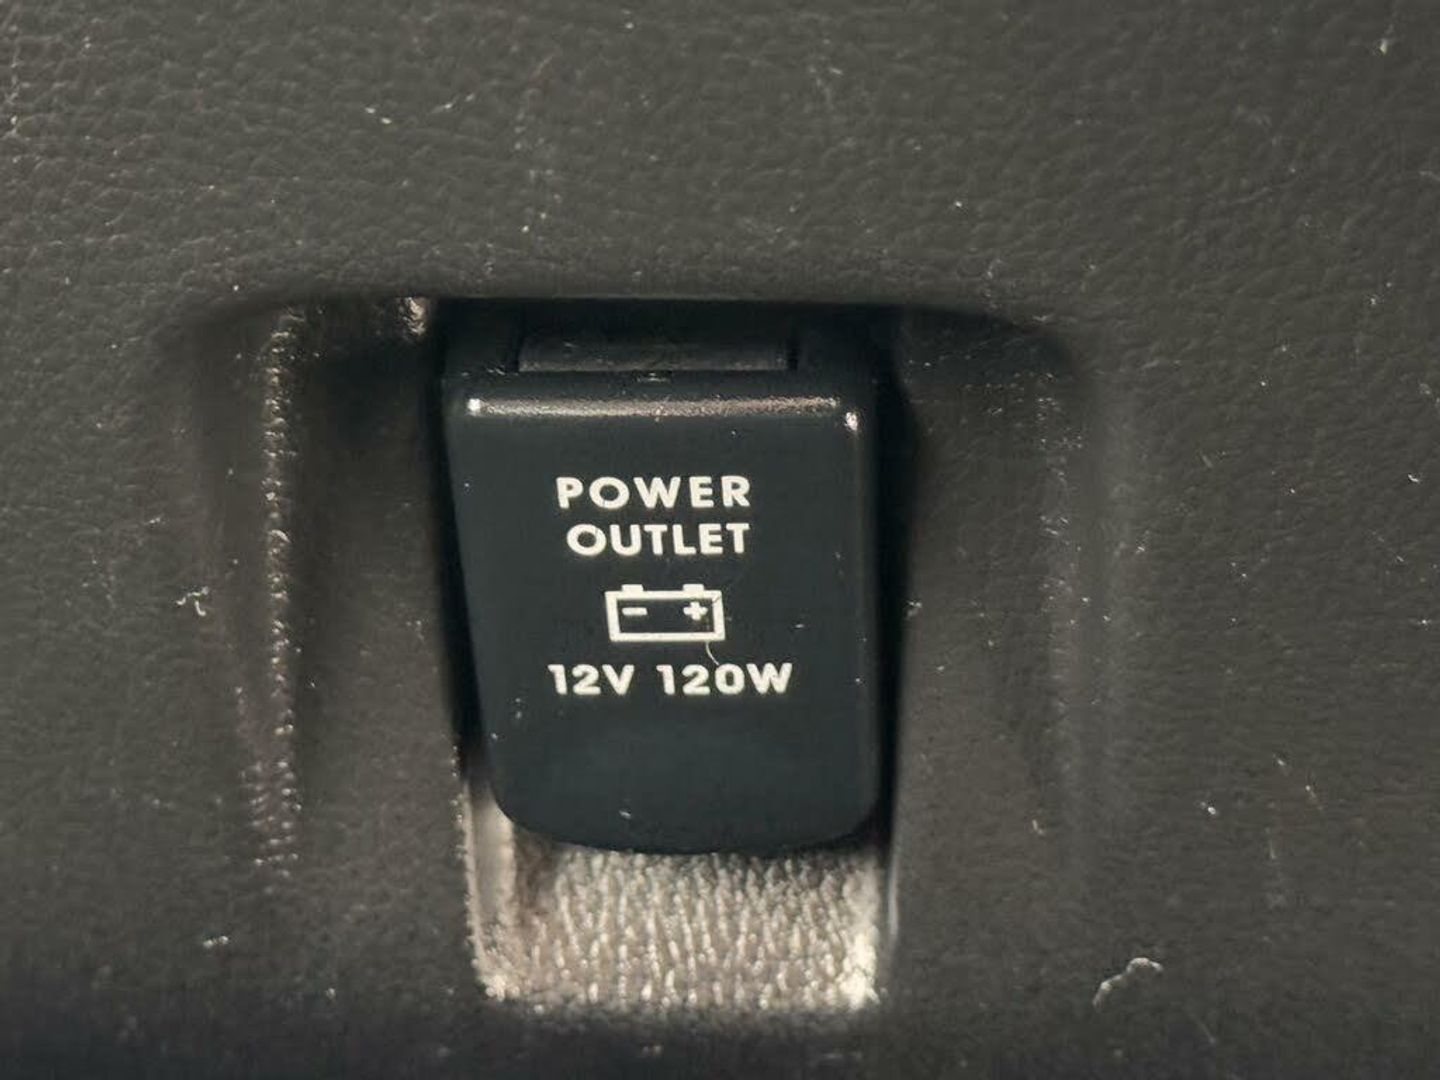 POWER
OUTLET
- +
12V 120W